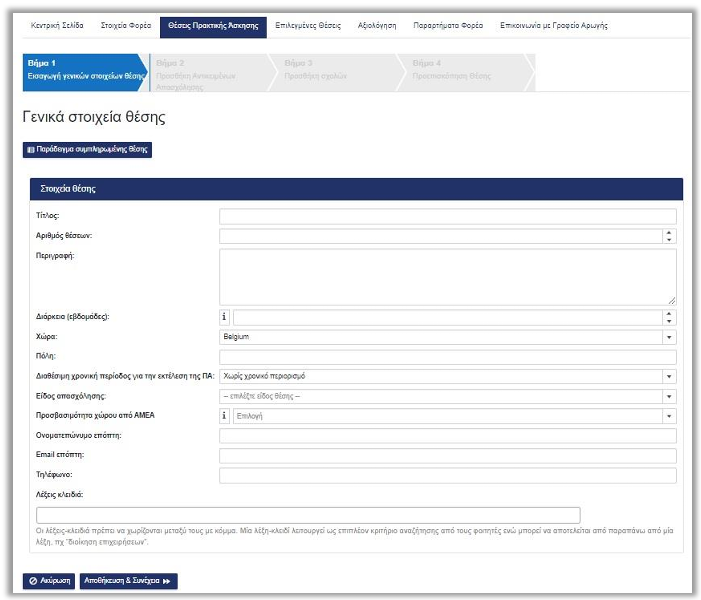 Κεντρική Σελίδα Στοιχεία Φορέα Θέσεις Πρακτικής Άσκησης Επιλεγμένες Θέσεις Αξιολόγηση Παραρτήματα Φορέα Επικοινωνία με Γραφείο Αρωγής
Βήμα 1
Εισαγωγή γενικών στοιχείων θέσης
Βήμα 2
Προσθήκη Αντικειμένων
Απασχόλησης
Βήμα 3
Προσθήκη σχολών
Βήμα 4
Προεπισκόπηση Θέσης
Γενικά στοιχεία θέσης
Παράδειγμα συμπληρωμένης θέσης
Στοιχεία θέσης
Τίτλος:
Αριθμός θέσεων:
Περιγραφή:
Διάρκεια (εβδομάδες): i
Χώρα: Belgium
Πόλη:
Διαθέσιμη χρονική περίοδος για την εκτέλεση της ΠΑ: Χωρίς χρονικό περιορισμό
Είδος απασχόλησης: -- επιλέξτε είδος θέσης --
Προσβασιμότητα χώρου από ΑΜΕΑ i Επιλογή
Ονοματεπώνυμο επόπτη:
Email επόπτη:
Τηλέφωνο:
Λέξεις κλειδιά:
Οι λέξεις-κλειδιά πρέπει να χωρίζονται μεταξύ τους με κόμμα. Μία λέξη-κλειδί λειτουργεί ως επιπλέον κριτήριο αναζήτησης από τους φοιτητές ενώ μπορεί να αποτελείται από παραπάνω από μία
λέξη, πχ "διοίκηση επιχειρήσεων".
Ακύρωση Αποθήκευση & Συνέχεια